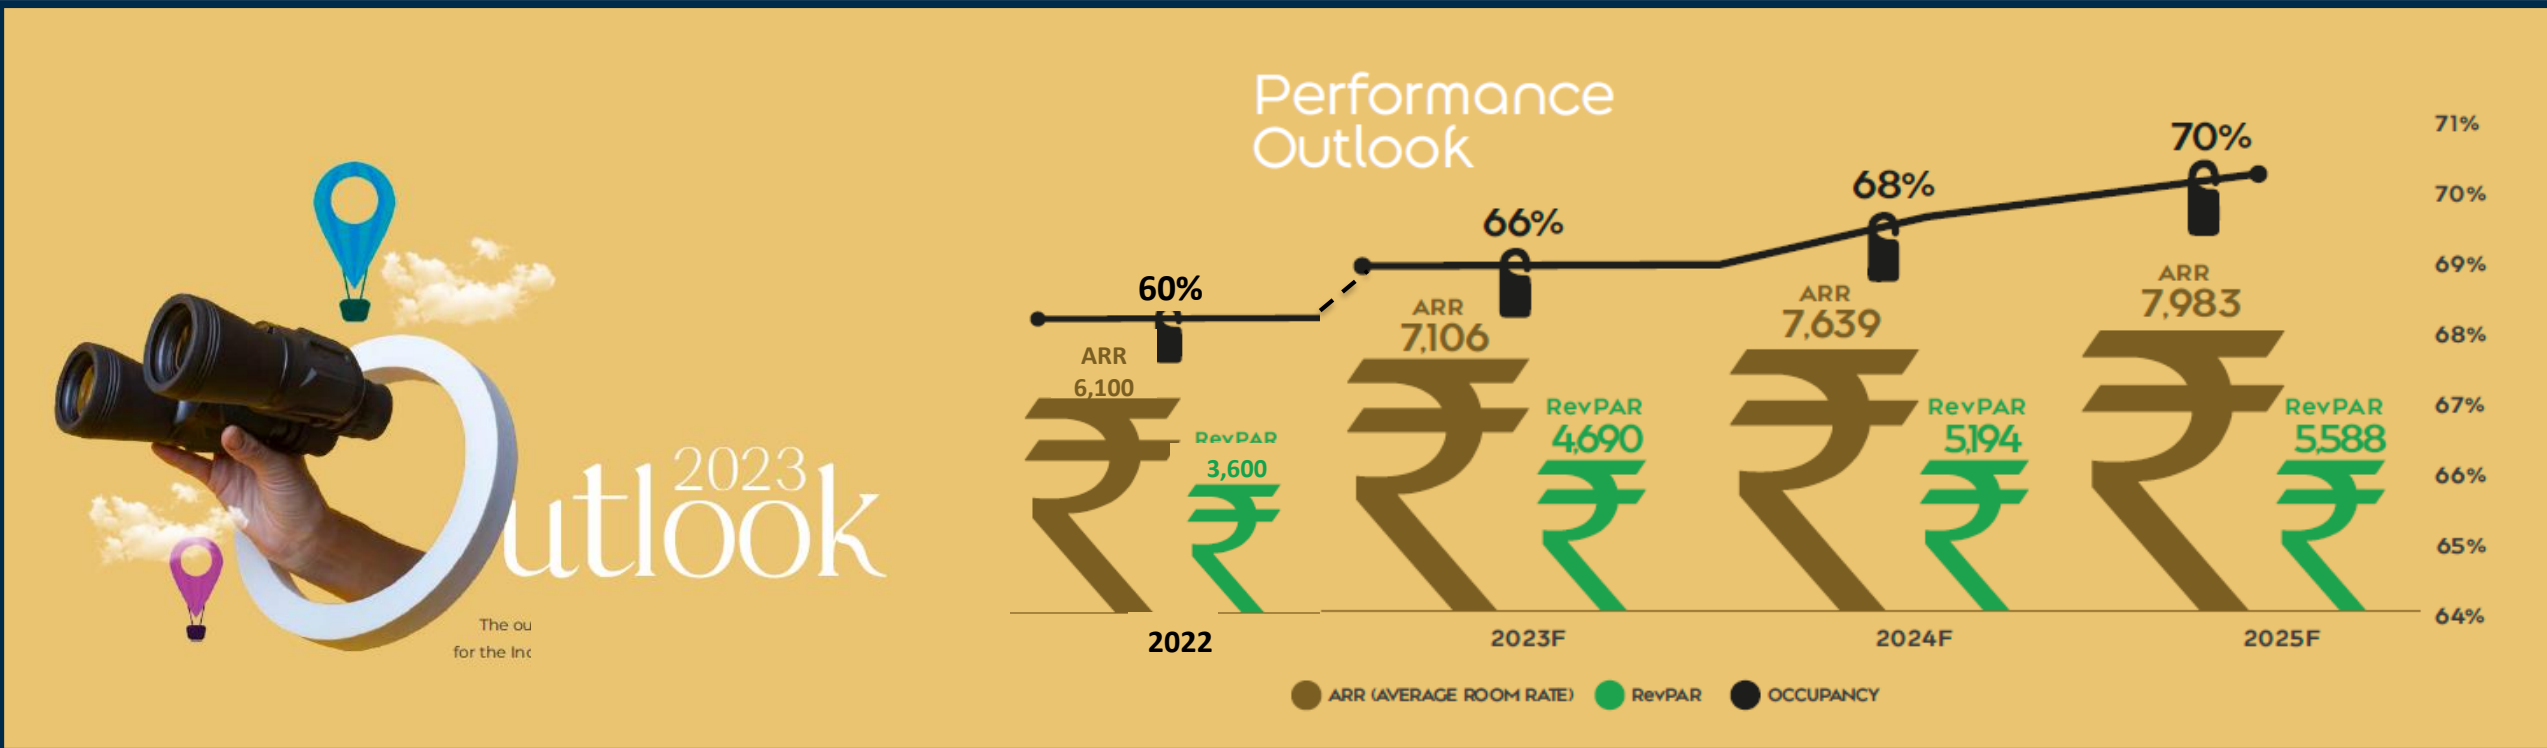 2023
Outlook
The ou
for the Inc
Performance
Outlook
60%
66%
68%
70%
ARR
6,100
RevPAR
3,600
ARR
7,106
RevPAR
4,690
ARR
7,639
RevPAR
5,194
ARR
7,983
RevPAR
5,588
71%
70%
69%
68%
67%
66%
65%
64%
2022
2023F
2024F
2025F
ARR (AVERAGE ROOM RATE)
RevPAR
OCCUPANCY